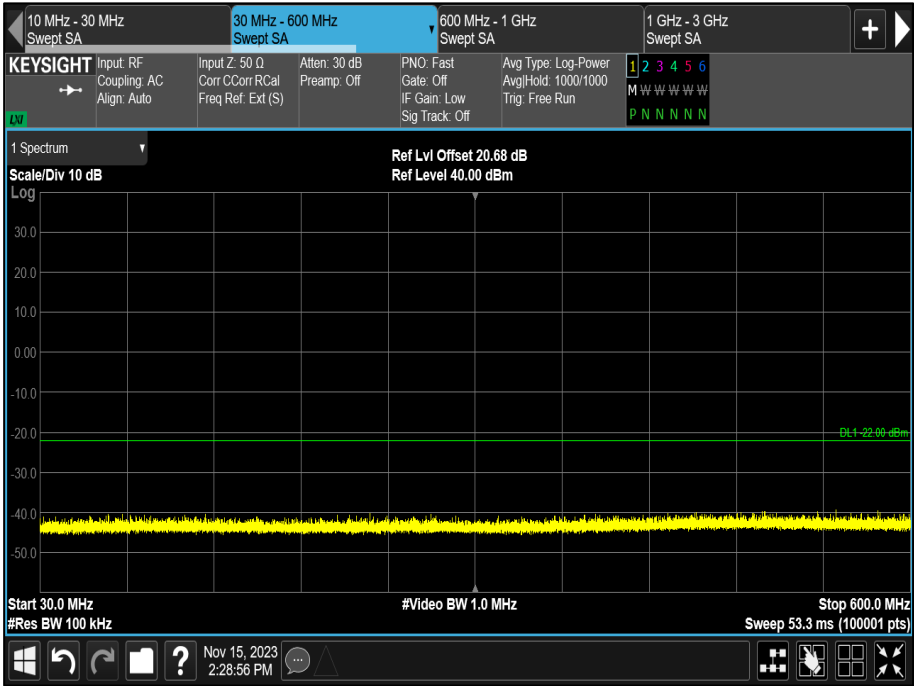 10 MHz - 30 MHz
Swept SA
30 MHz - 600 MHz
Swept SA
600 MHz - 1 GHz
Swept SA
1 GHz - 3 GHz
Swept SA
+
KEYSIGHT
LXI
Input: RF
Coupling: AC
Align: Auto
Input Z: 50 Ω
Corr CCorr RCal
Freq Ref: Ext (S)
Atten: 30 dB
Preamp: Off
PNO: Fast
Gate: Off
IF Gain: Low
Sig Track: Off
Avg Type: Log-Power
Avg|Hold: 1000/1000
Trig: Free Run
1 2 3 4 5 6
M W W W W W
P N N N N N
1 Spectrum
Scale/Div 10 dB
Ref Lvl Offset 20.68 dB
Ref Level 40.00 dBm
Log
30.0
20.0
10.0
0.00
-10.0
-20.0
DL1 -22.00 dBm
-30.0
-40.0
-50.0
Start 30.0 MHz
#Video BW 1.0 MHz
Stop 600.0 MHz
#Res BW 100 kHz
Sweep 53.3 ms (100001 pts)
?
Nov 15, 2023
2:28:56 PM